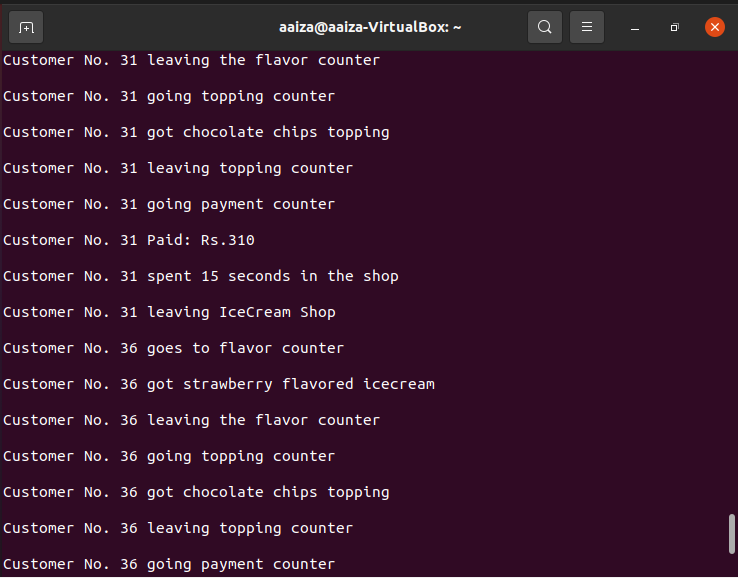 aaiza@aaiza-VirtualBox: ~
Customer No. 31 leaving the flavor counter
Customer No. 31 going topping counter
Customer No. 31 got chocolate chips topping
Customer No. 31 leaving topping counter
Customer No. 31 going payment counter
Customer No. 31 Paid: Rs.310
Customer No. 31 spent 15 seconds in the shop
Customer No. 31 leaving IceCream Shop
Customer No. 36 goes to flavor counter
Customer No. 36 got strawberry flavored icecream
Customer No. 36 leaving the flavor counter
Customer No. 36 going topping counter
Customer No. 36 got chocolate chips topping
Customer No. 36 leaving topping counter
Customer No. 36 going payment counter